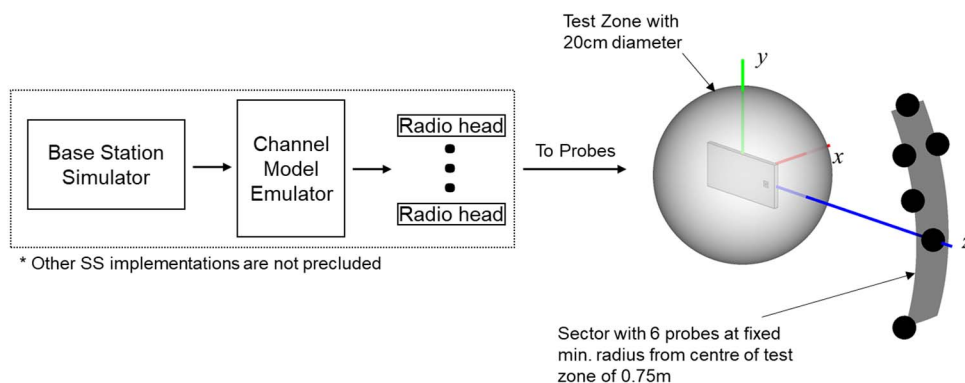 Test Zone with
20cm diameter
y
Base Station
Simulator
Channel
Model
Emulator
Radio head
Radio head
To Probes
x
z
* Other SS implementations are not precluded
Sector with 6 probes at fixed
min. radius from centre of test
zone of 0.75m